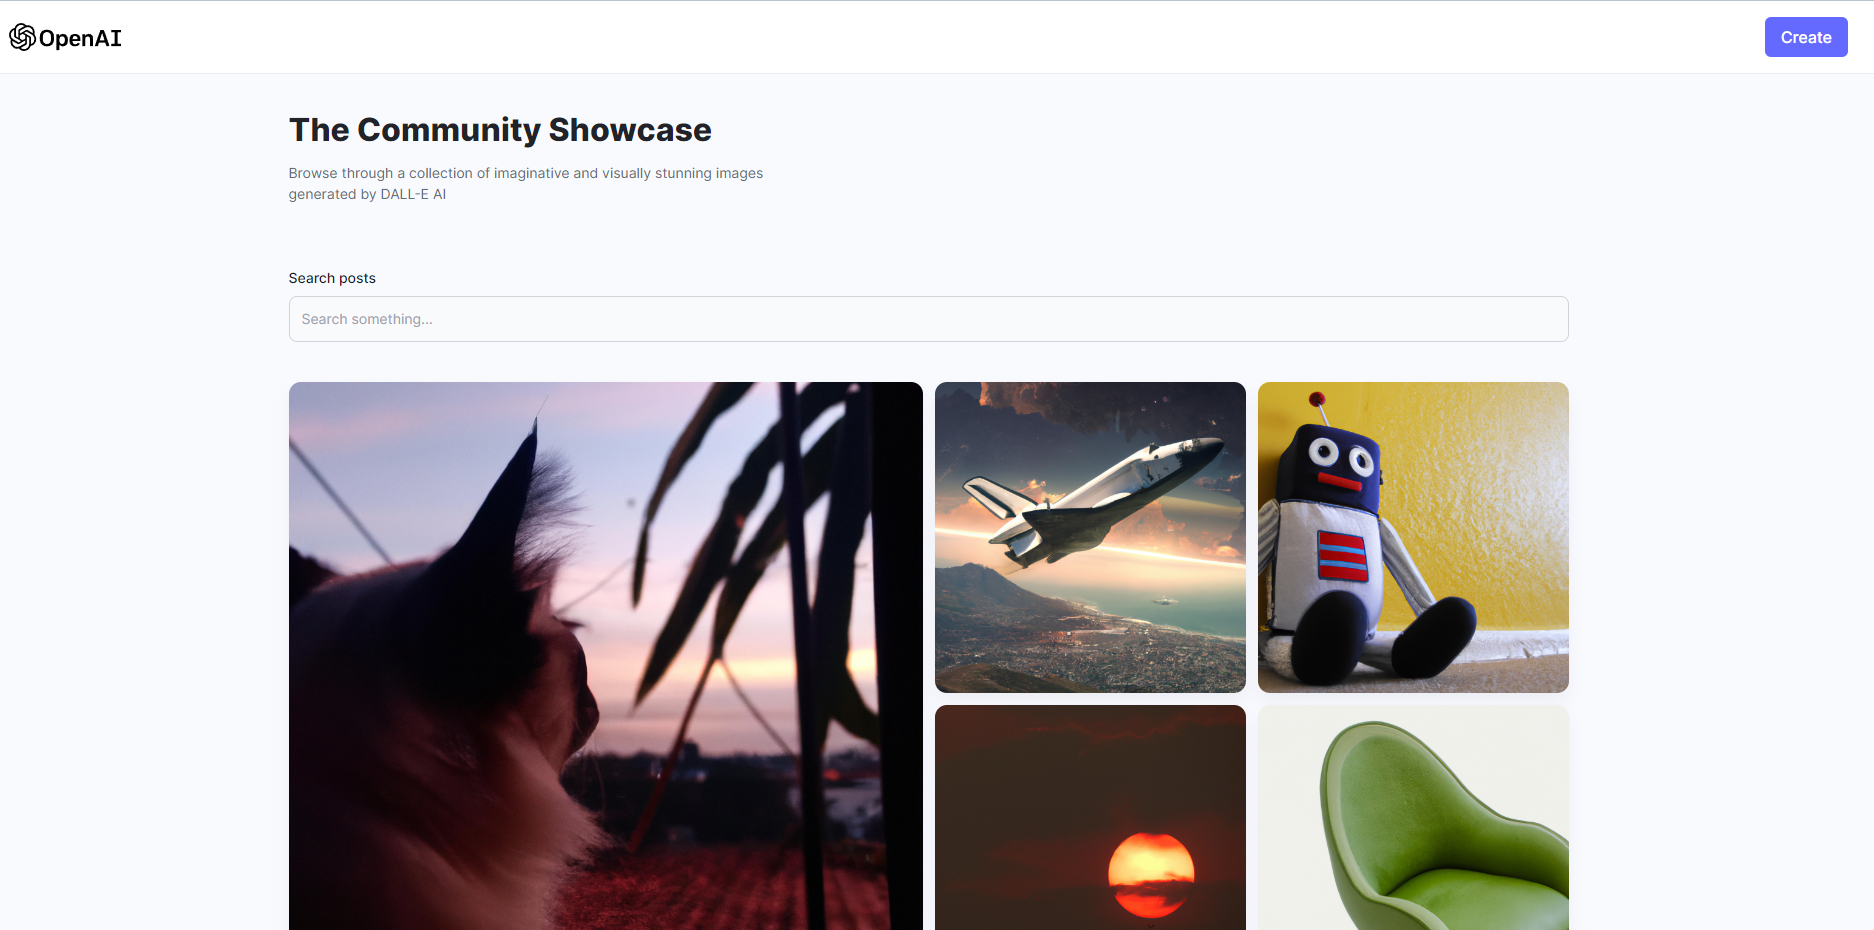 OpenAI
Create
The Community Showcase
Browse through a collection of imaginative and visually stunning images
generated by DALL-E AI
Search posts
Search something...